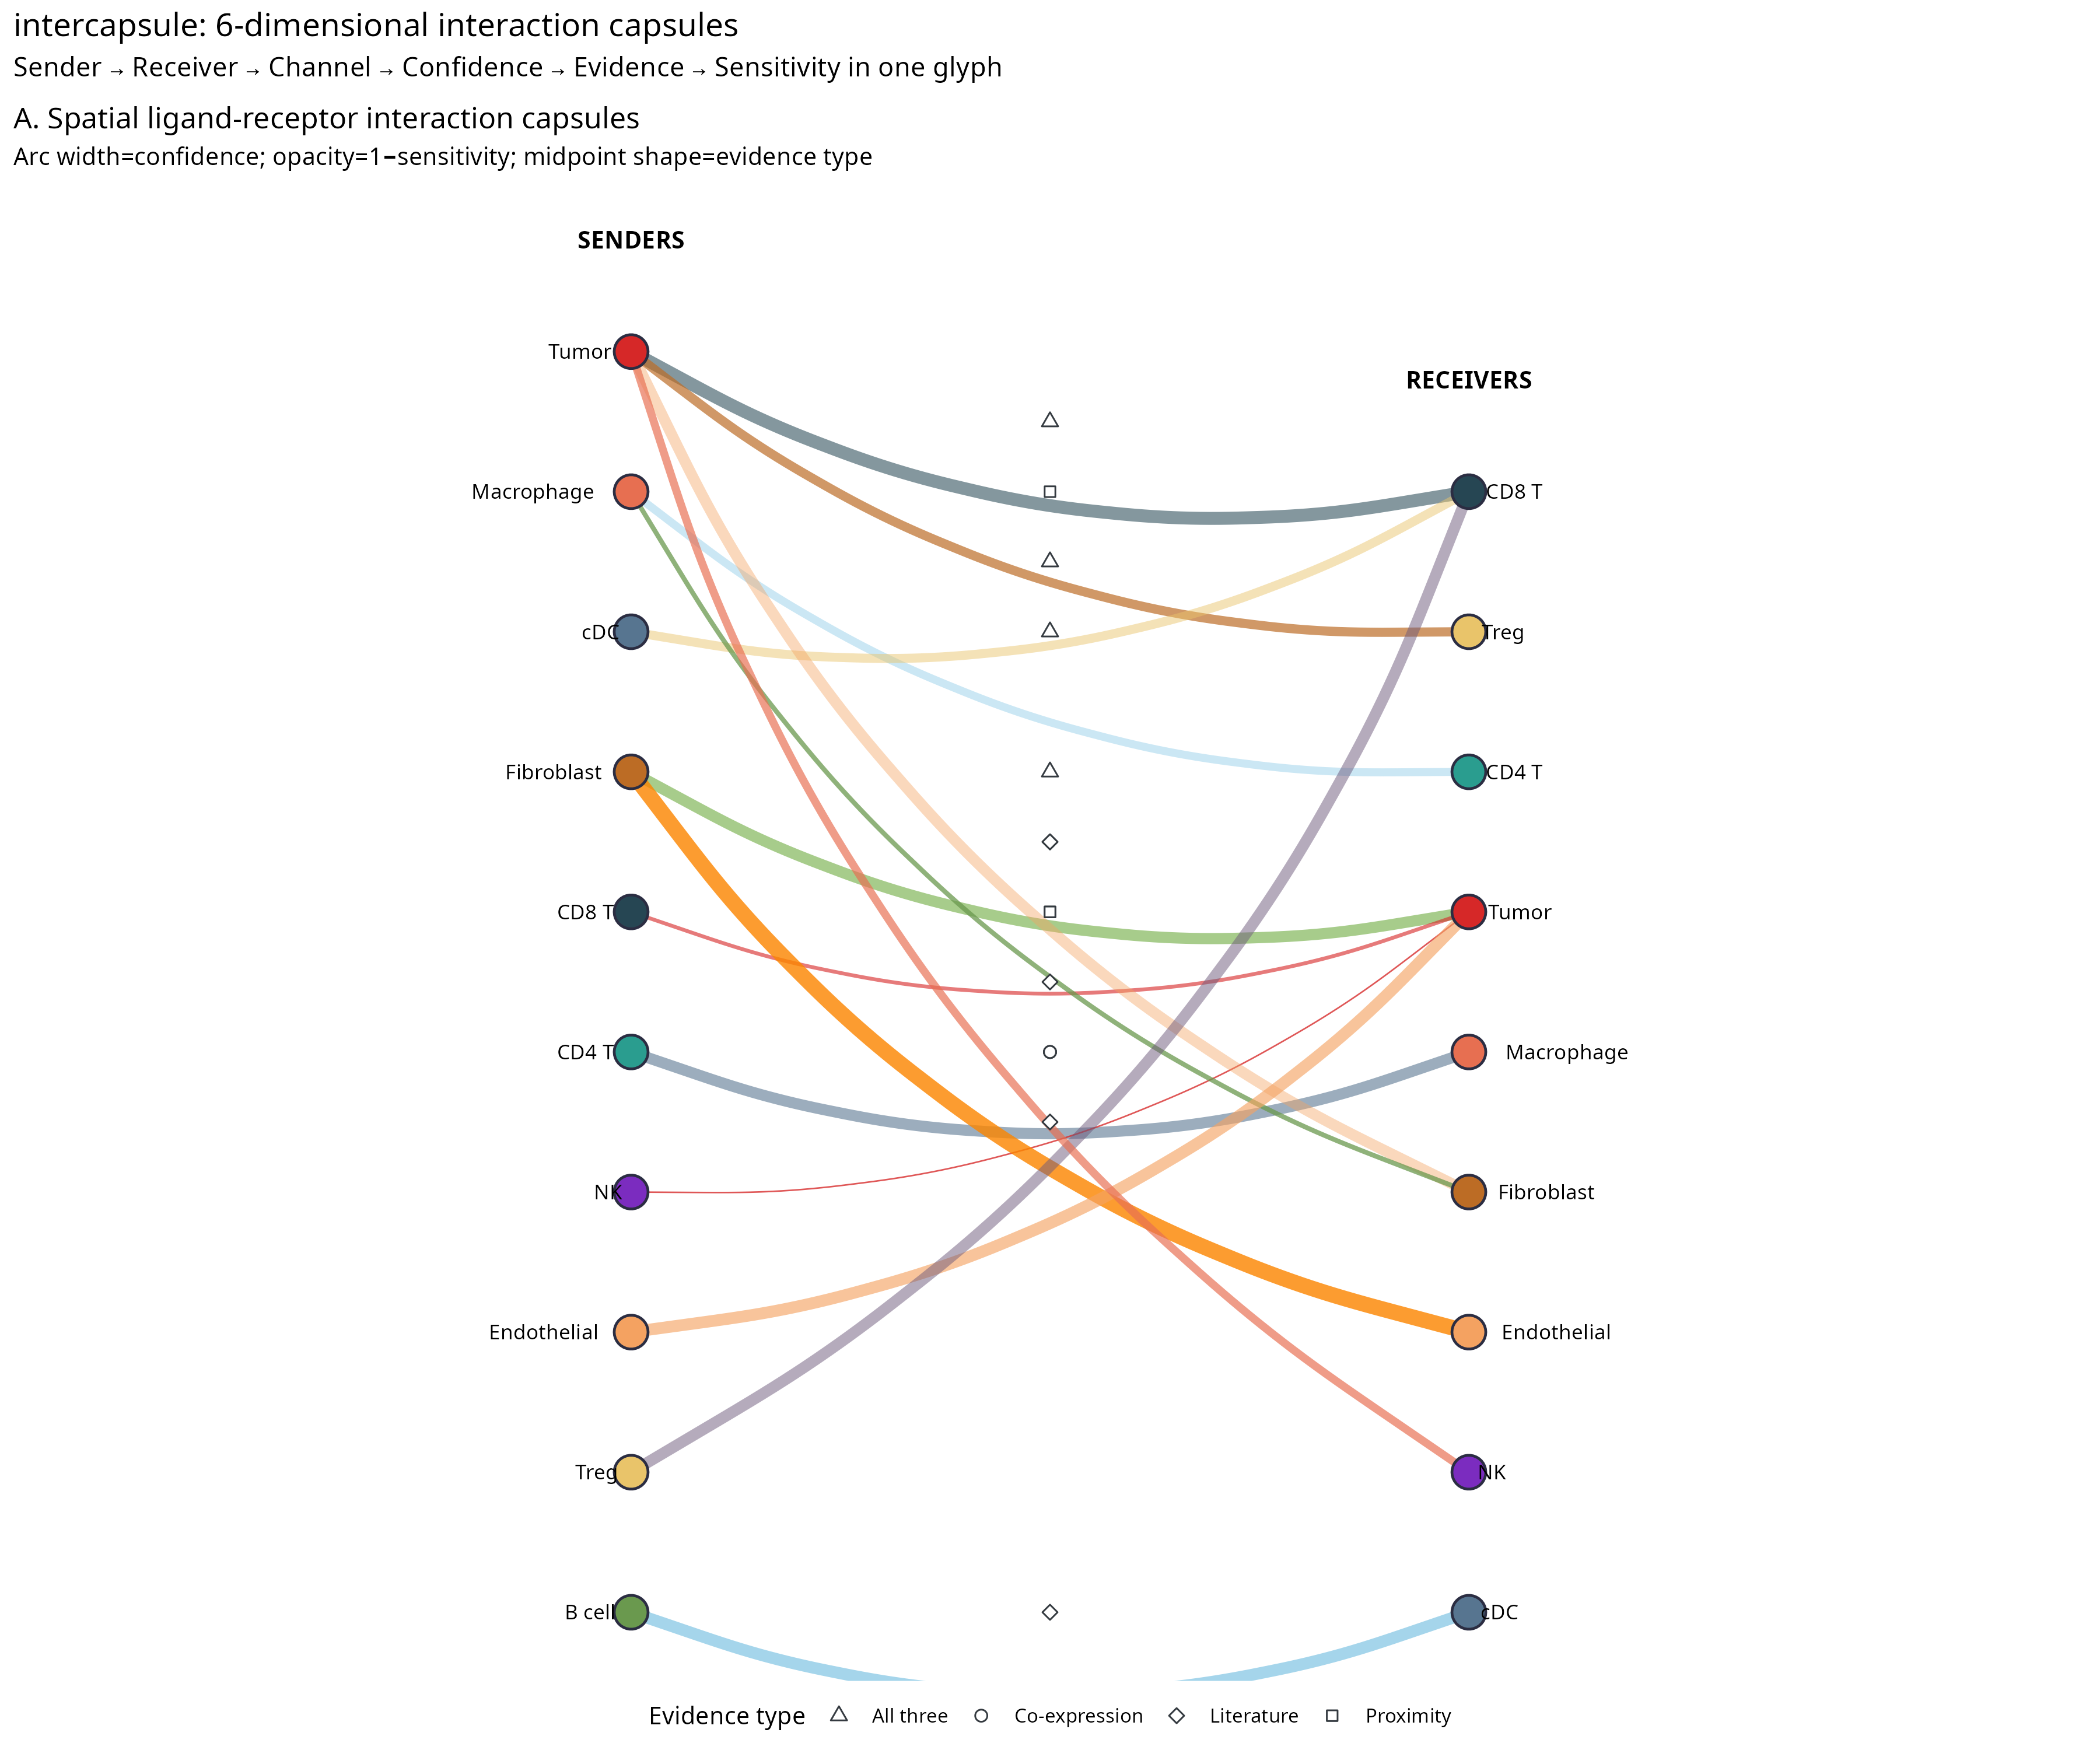 intercapsule: 6-dimensional interaction capsules
Sender → Receiver → Channel → Confidence → Evidence → Sensitivity in one glyph
A. Spatial ligand-receptor interaction capsules
Arc width=confidence; opacity=1−sensitivity; midpoint shape=evidence type
SENDERS
Tumor
RECEIVERS
Macrophage
CD8 T
cDC
Treg
Fibroblast
CD4 T
CD8 T
Tumor
CD4 T
Macrophage
NK
Fibroblast
Endothelial
Endothelial
Treg
NK
B cell
cDC
Evidence type All three Co-expression Literature Proximity